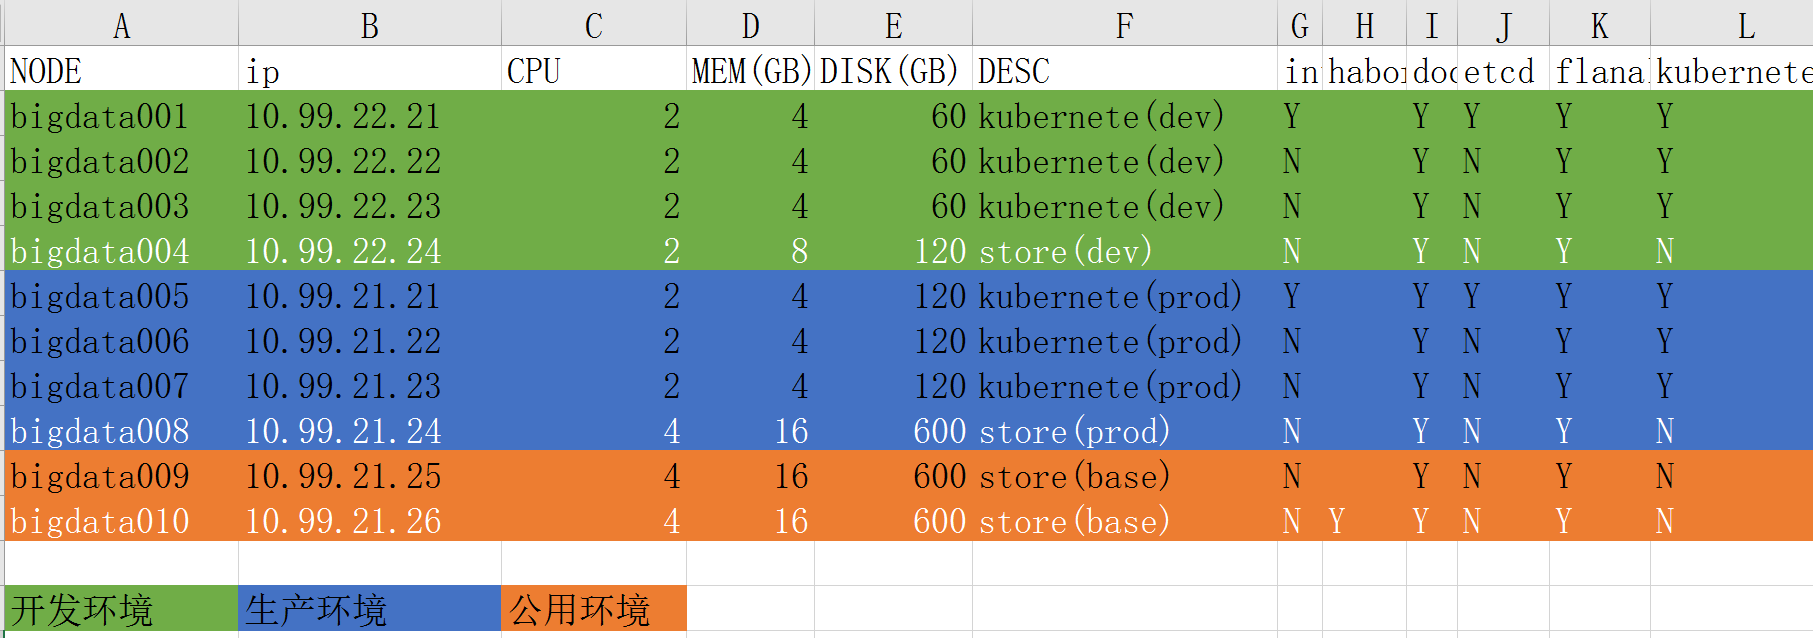 A B C D E F G H I J K L
NODE ip CPU MEM(GB) DISK(GB) DESC in habor doc etcd flanal kubernete
bigdata001 10.99.22.21 2 4 60 kubernete(dev) Y Y Y Y Y
bigdata002 10.99.22.22 2 4 60 kubernete(dev) N Y N Y Y
bigdata003 10.99.22.23 2 4 60 kubernete(dev) N Y N Y Y
bigdata004 10.99.22.24 2 8 120 store(dev) N Y N Y N
bigdata005 10.99.21.21 2 4 120 kubernete(prod) Y Y Y Y Y
bigdata006 10.99.21.22 2 4 120 kubernete(prod) N Y N Y Y
bigdata007 10.99.21.23 2 4 120 kubernete(prod) N Y N Y Y
bigdata008 10.99.21.24 4 16 600 store(prod) N Y N Y N
bigdata009 10.99.21.25 4 16 600 store(base) N Y N Y N
bigdata010 10.99.21.26 4 16 600 store(base) N Y Y N Y N
开发环境 生产环境 公用环境